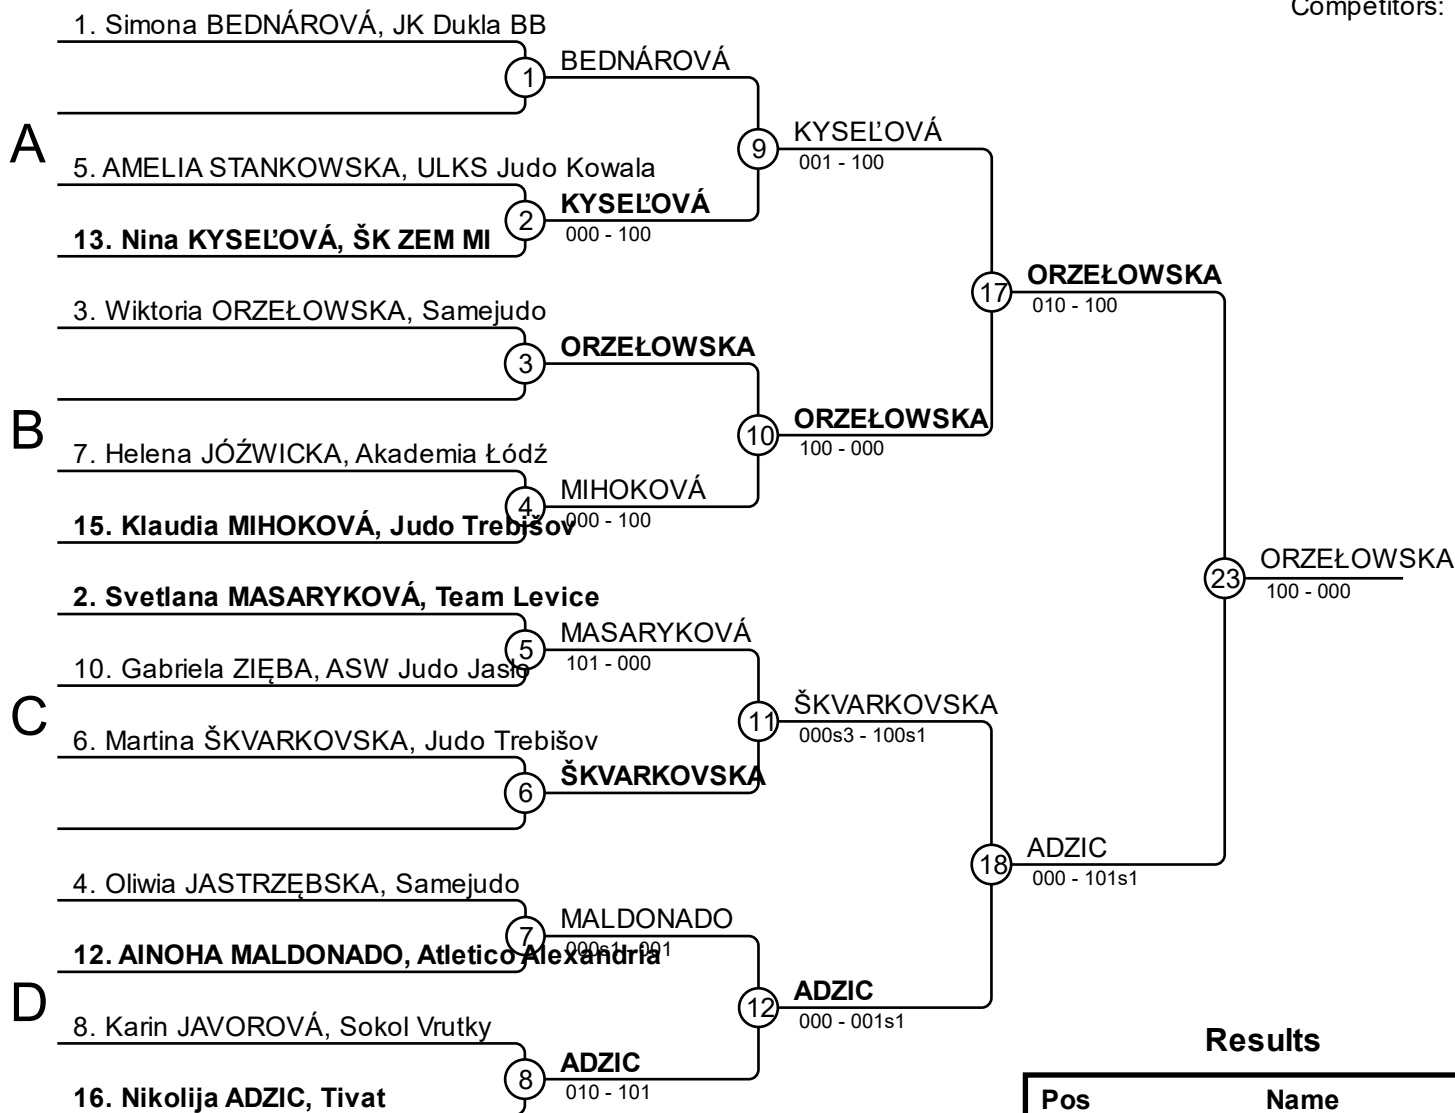 Competitors:
1. Simona BEDNÁROVÁ, JK Dukla BB
1
BEDNÁROVÁ
A
9
KYSEĽOVÁ
001 - 100
5. AMELIA STANKOWSKA, ULKS Judo Kowala
2
KYSEĽOVÁ
000 - 100
13. Nina KYSEĽOVÁ, ŠK ZEM MI
17
ORZEŁOWSKA
010 - 100
3. Wiktoria ORZEŁOWSKA, Samejudo
3
ORZEŁOWSKA
B
10
ORZEŁOWSKA
100 - 000
7. Helena JÓŹWICKA, Akademia Łódź
4
MIHOKOVÁ
000 - 100
15. Klaudia MIHOKOVÁ, Judo Trebišov
23
ORZEŁOWSKA
100 - 000
2. Svetlana MASARYKOVÁ, Team Levice
5
MASARYKOVÁ
101 - 000
10. Gabriela ZIĘBA, ASW Judo Jasło
C
11
ŠKVARKOVSKA
000s3 - 100s1
6. Martina ŠKVARKOVSKA, Judo Trebišov
6
ŠKVARKOVSKA
18
ADZIC
000 - 101s1
4. Oliwia JASTRZĘBSKA, Samejudo
7
MALDONADO
000s1 - 001
12. AINOHA MALDONADO, Atletico Alexandria
D
12
ADZIC
000 - 001s1
8. Karin JAVOROVÁ, Sokol Vrutky
8
ADZIC
010 - 101
16. Nikolija ADZIC, Tivat
Results
Pos Name